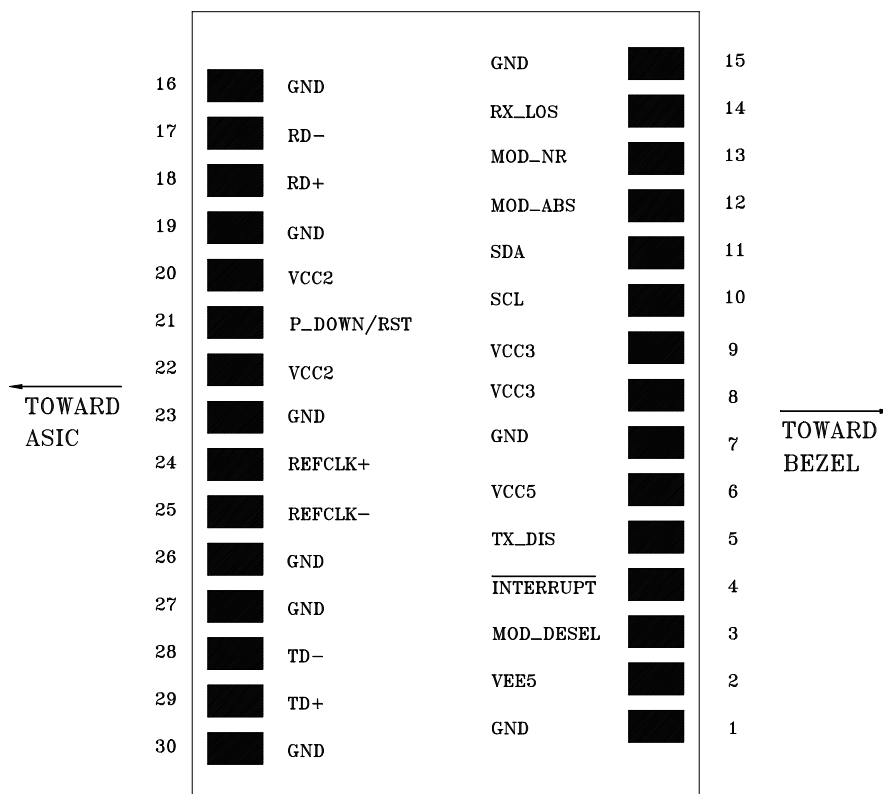 GND 15
16 GND
RX_LOS 14
17 RD-
MOD_NR 13
18 RD+
MOD_ABS 12
19 GND
SDA 11
20 VCC2
SCL 10
21 P_DOWN/RST
VCC3 9
22 VCC2
VCC3 8
TOWARD
ASIC
23 GND
GND 7
TOWARD
BEZEL
24 REFCLK+
VCC5 6
25 REFCLK-
TX_DIS 5
26 GND
INTERRUPT 4
27 GND
MOD_DESEL 3
28 TD-
VEE5 2
29 TD+
GND 1
30 GND